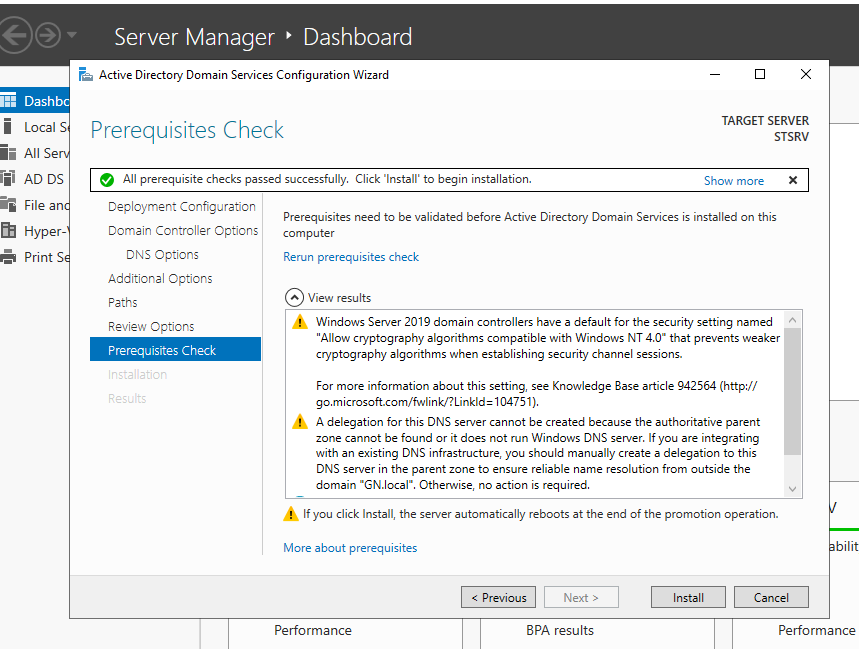 Server Manager ‣ Dashboard
Active Directory Domain Services Configuration Wizard
Prerequisites Check
TARGET SERVER
STSRV
All prerequisite checks passed successfully.  Click 'Install' to begin installation.
Show more
Dashbo
Local Se
All Serv
AD DS
File and
Hyper-V
Print Se
Deployment Configuration
Domain Controller Options
DNS Options
Additional Options
Paths
Review Options
Prerequisites Check
Installation
Results
Prerequisites need to be validated before Active Directory Domain Services is installed on this
computer
Rerun prerequisites check
View results
Windows Server 2019 domain controllers have a default for the security setting named
"Allow cryptography algorithms compatible with Windows NT 4.0" that prevents weaker
cryptography algorithms when establishing security channel sessions.
For more information about this setting, see Knowledge Base article 942564 (http://
go.microsoft.com/fwlink/?LinkId=104751).
A delegation for this DNS server cannot be created because the authoritative parent
zone cannot be found or it does not run Windows DNS server. If you are integrating
with an existing DNS infrastructure, you should manually create a delegation to this
DNS server in the parent zone to ensure reliable name resolution from outside the
domain "GN.local". Otherwise, no action is required.
If you click Install, the server automatically reboots at the end of the promotion operation.
More about prerequisites
V
abilit
< Previous
Next >
Install
Cancel
Performance
BPA results
Performance